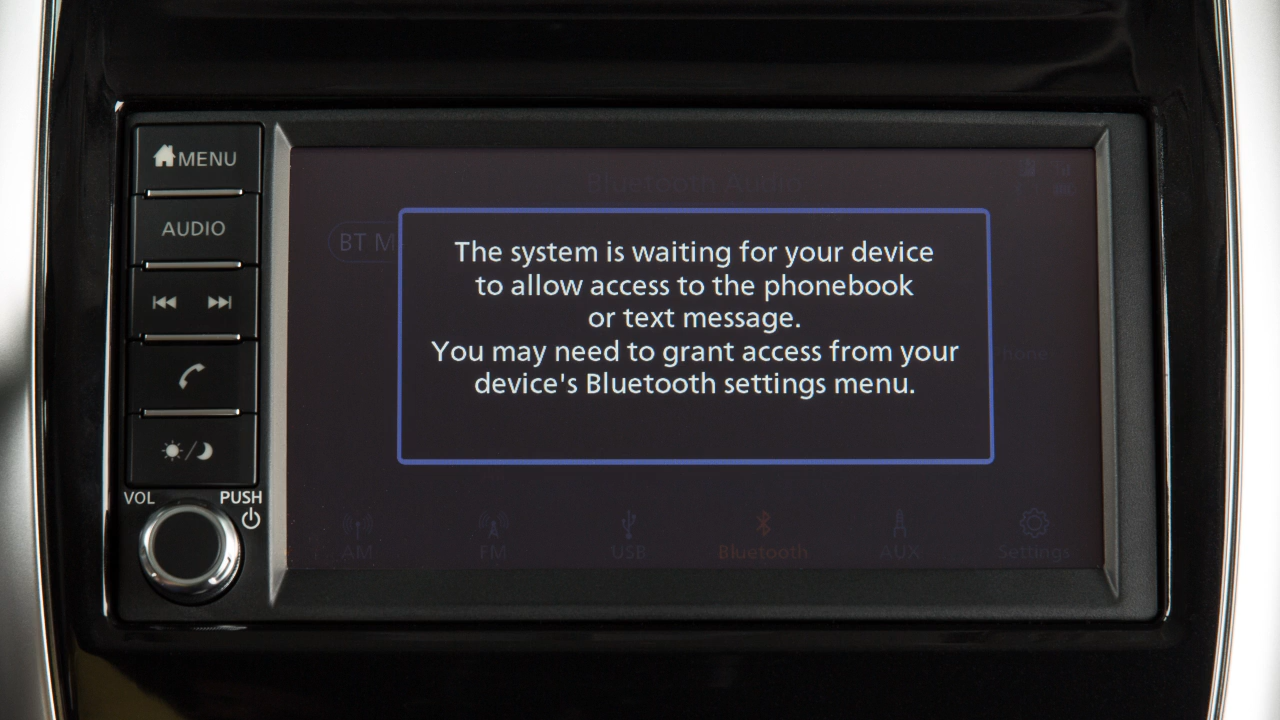 MENU
AUDIO
VOL
PUSH
Bluetooth Audio
BT M
The system is waiting for your device
to allow access to the phonebook
or text message.
You may need to grant access from your
device's Bluetooth settings menu.
Phone
AM
FM
USB
Bluetooth
AUX
Settings